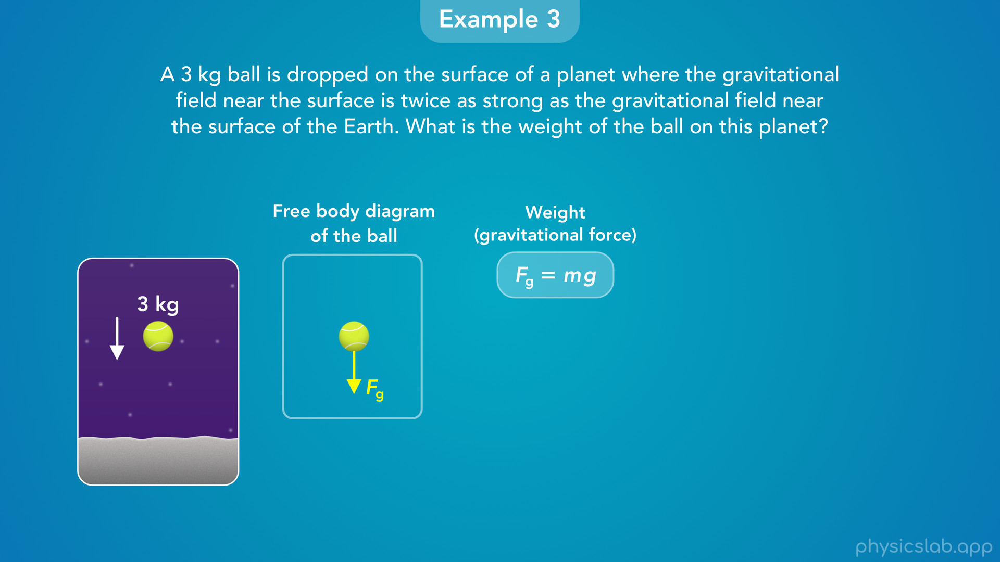 Example 3
A 3 kg ball is dropped on the surface of a planet where the gravitational
field near the surface is twice as strong as the gravitational field near
the surface of the Earth. What is the weight of the ball on this planet?
Free body diagram
of the ball
Weight
(gravitational force)
Fg = mg
3 kg
Fg
physicslab.app